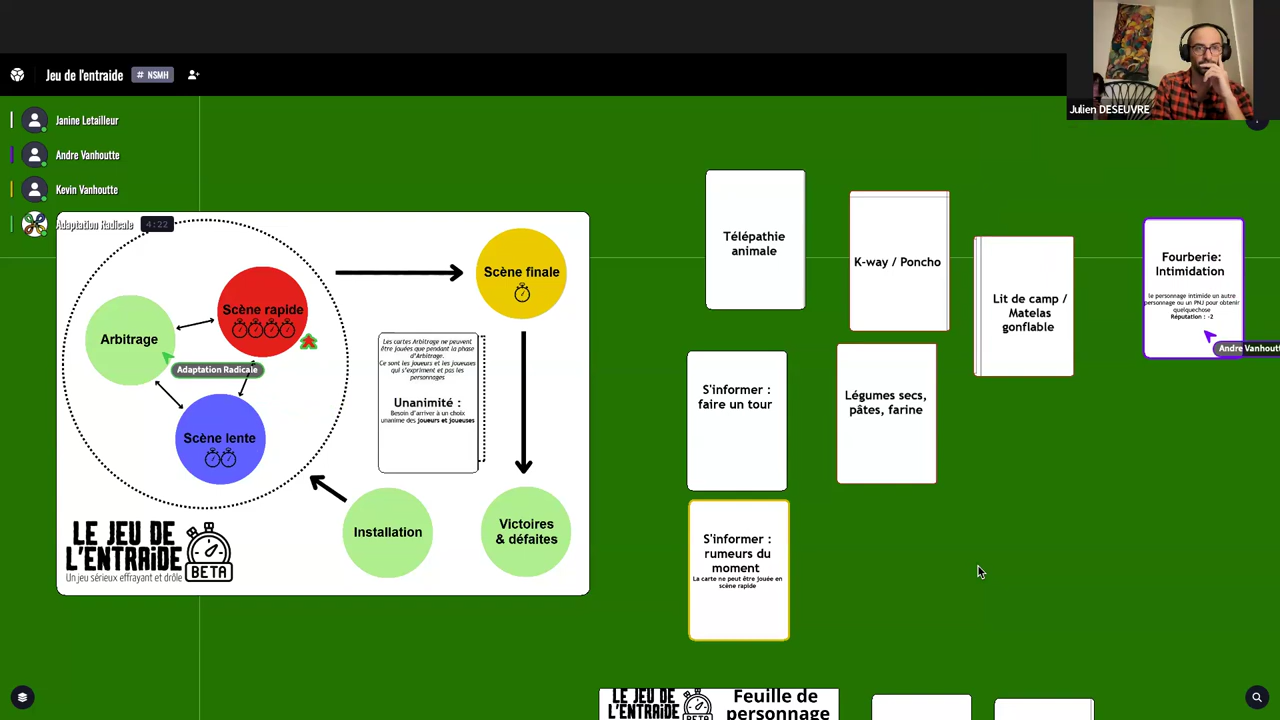 Jeu de l'entraide
# NSMH
Julien DESEUVRE
Janine Letailleur
Andre Vanhoutte
Kevin Vanhoutte
Adaptation Radicale
4:22
Scène finale
Scène rapide
Arbitrage
Adaptation Radicale
Scène lente
Les cartes Arbitrage ne peuvent
être jouées que pendant la phase
d'Arbitrage.
Ce sont les joueurs et les joueuses
qui s'expriment et pas les
personnages
Unanimité :
Besoin d'arriver à un choix
unanime des joueurs et joueuses
Installation
Victoires
& défaites
LE JEU DE
L'ENTRAIDE
BETA
Un jeu sérieux effrayant et drôle
Télépathie
animale
K-way / Poncho
Lit de camp /
Matelas
gonflable
Fourberie:
Intimidation
le personnage intimide un autre
personnage ou un PNJ pour obtenir
quelquechose
Réputation : -2
Andre Vanhoutt
S'informer :
faire un tour
Légumes secs,
pâtes, farine
S'informer :
rumeurs du
moment
La carte ne peut être jouée en
scène rapide
LE JEU DE
L'ENTRAIDE
Feuille de
personnage